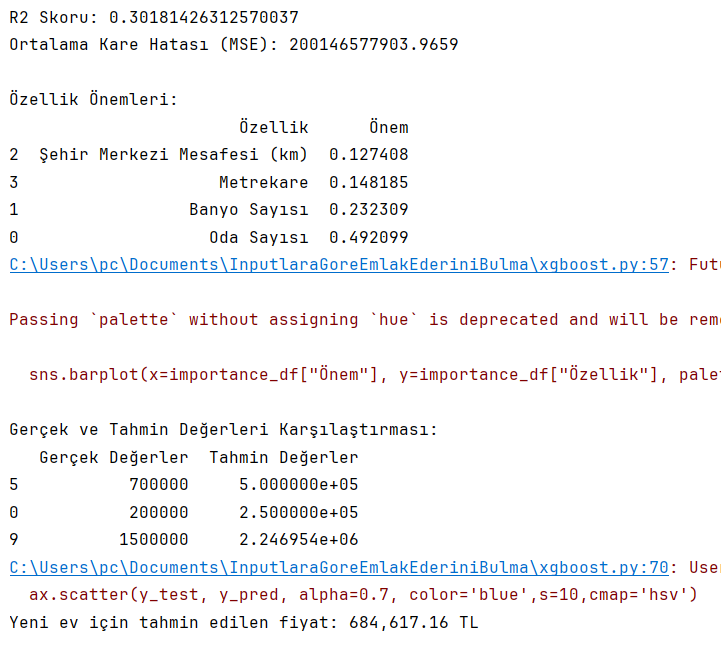 R2 Skoru: 0.30181426312570037
Ortalama Kare Hatası (MSE): 200146577903.9659
Özellik Önemleri:
Özellik Önem
2 Şehir Merkezi Mesafesi (km) 0.127408
3 Metrekare 0.148185
1 Banyo Sayısı 0.232309
0 Oda Sayısı 0.492099
C:\Users\pc\Documents\InputlaraGoreEmlakEderiniBulma\xgboost.py:57: Fut
Passing `palette` without assigning `hue` is deprecated and will be rem
sns.barplot(x=importance_df["Önem"], y=importance_df["Özellik"], pale
Gerçek ve Tahmin Değerleri Karşılaştırması:
Gerçek Değerler Tahmin Değerler
5 700000 5.000000e+05
0 200000 2.500000e+05
9 1500000 2.246954e+06
C:\Users\pc\Documents\InputlaraGoreEmlakEderiniBulma\xgboost.py:70: Use
ax.scatter(y_test, y_pred, alpha=0.7, color='blue',s=10,cmap='hsv')
Yeni ev için tahmin edilen fiyat: 684,617.16 TL